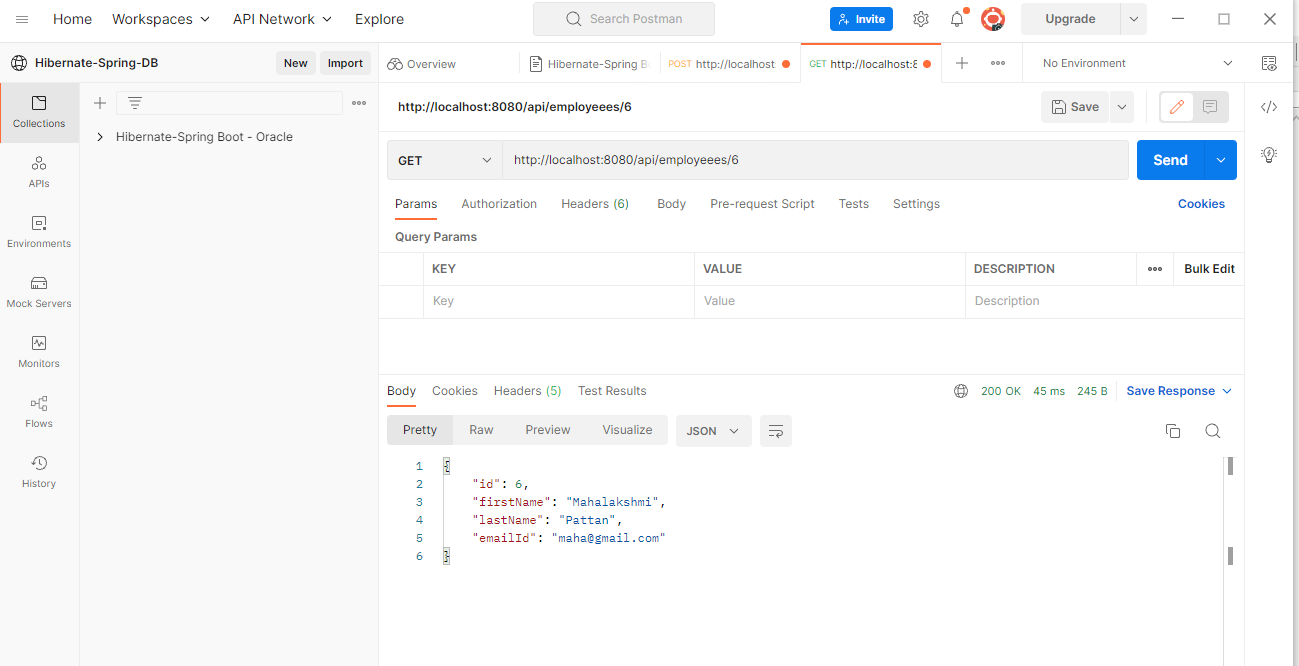 Home Workspaces API Network Explore Search Postman Invite Upgrade
Hibernate-Spring-DB New Import Overview Hibernate-Spring B POST http://localhost GET http://localhost:8 No Environment
Collections
APIs
Environments
Mock Servers
Monitors
Flows
History
Hibernate-Spring Boot - Oracle
http://localhost:8080/api/employeees/6 Save
GET http://localhost:8080/api/employeees/6 Send
Params Authorization Headers (6) Body Pre-request Script Tests Settings Cookies
Query Params
KEY VALUE DESCRIPTION Bulk Edit
Key Value Description
Body Cookies Headers (5) Test Results 200 OK 45 ms 245 B Save Response
Pretty Raw Preview Visualize JSON
1 {
2 "id": 6,
3 "firstName": "Mahalakshmi",
4 "lastName": "Pattan",
5 "emailId": "maha@gmail.com"
6 }